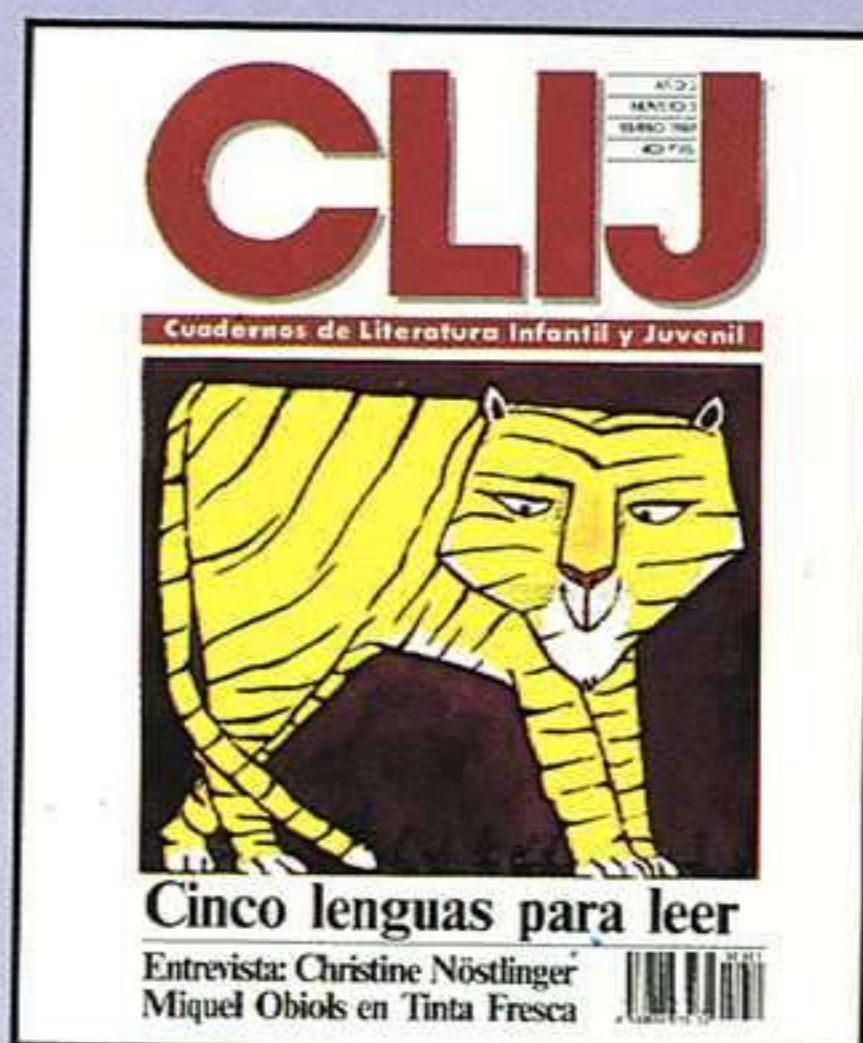 CLIJ
Cuadernos de Literatura Infantil y Juvenil
Cinco lenguas para leer
Entrevista: Christine Nöstlinger
Miquel Obiols en Tinta Fresca